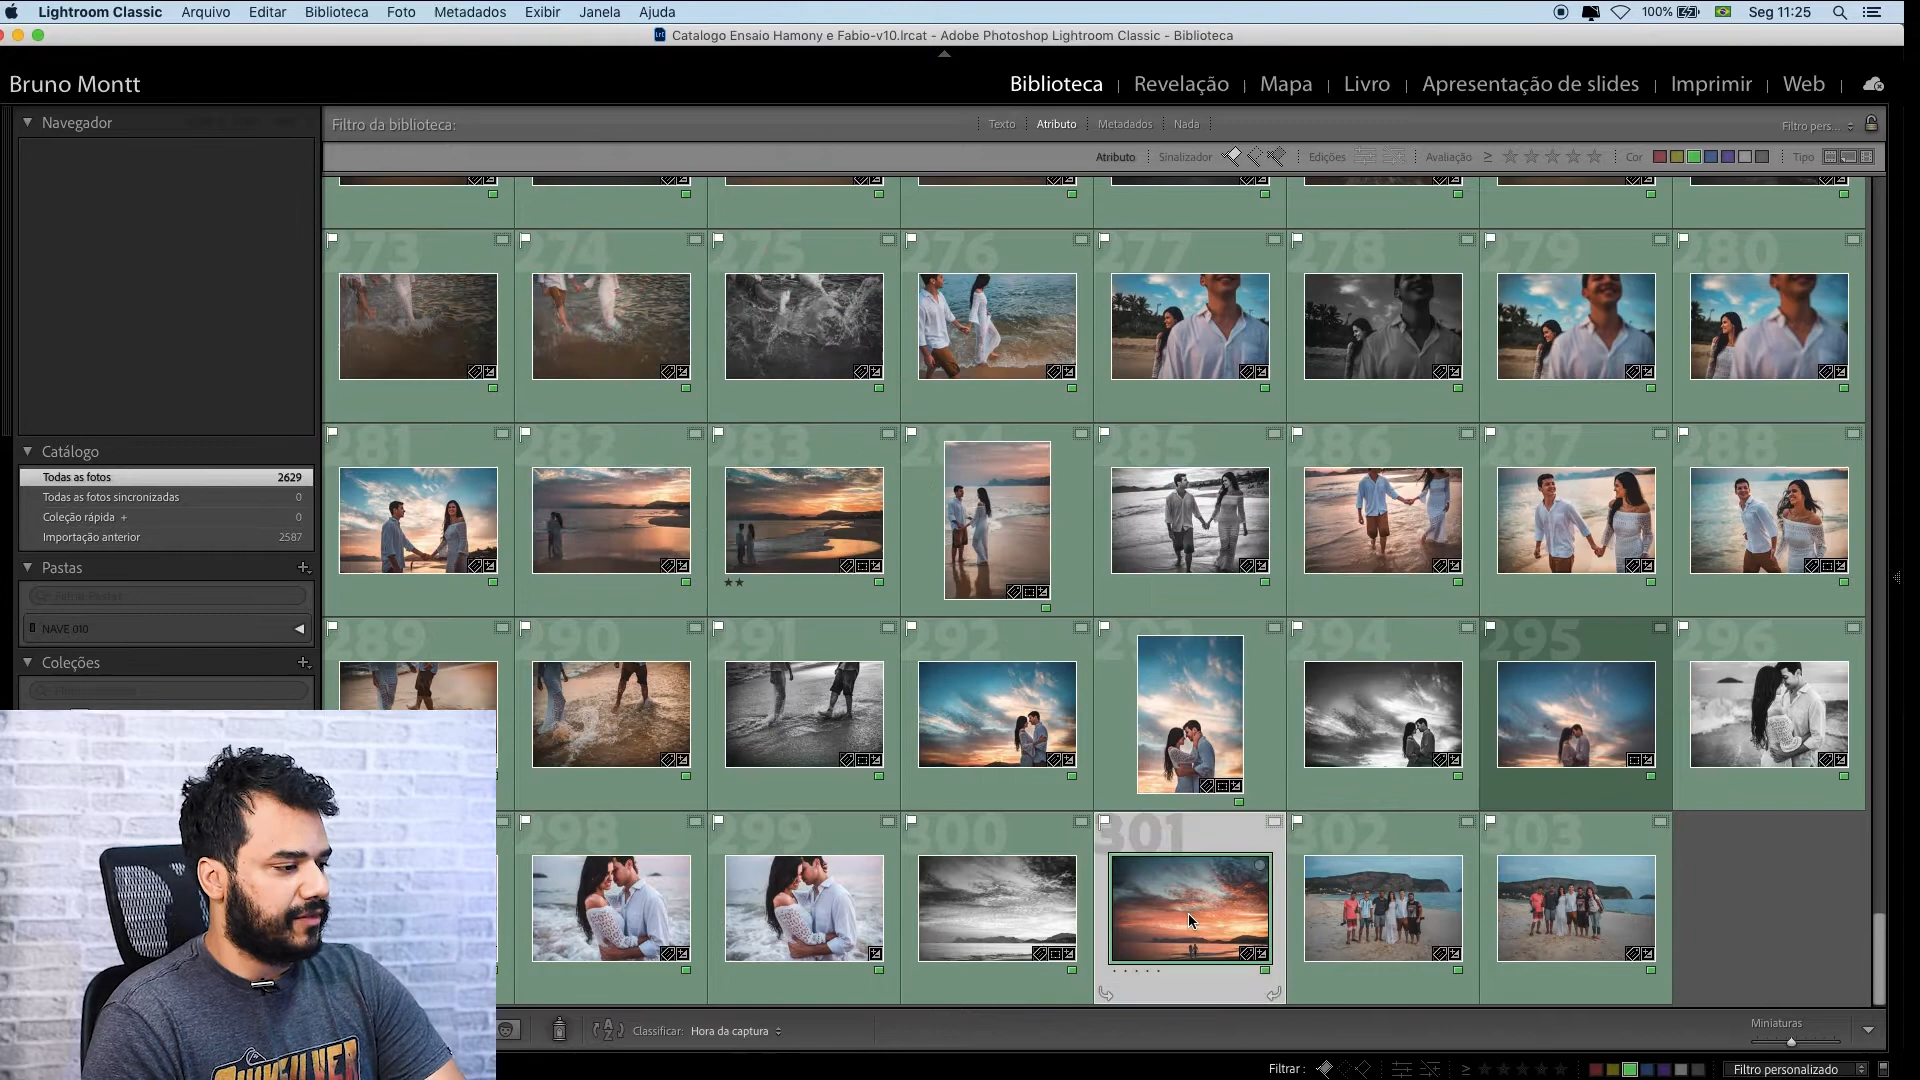 Lightroom Classic Arquivo Editar Biblioteca Foto Metadados Exibir Janela Ajuda 100% Seg 11:25
Catalogo Ensaio Hamony e Fabio-v10.lrcat - Adobe Photoshop Lightroom Classic - Biblioteca
Bruno Montt Biblioteca | Revelação | Mapa | Livro | Apresentação de slides | Imprimir | Web |
Navegador
Filtro da biblioteca: Texto Atributo Metadados Nada Filtro pers...
Atributo Sinalizador Edições Avaliação ≥ Cor Tipo
273 274 275 276 277 278 279 280
281 282 283 284 285 286 287 288
Catálogo
Todas as fotos 2629
Todas as fotos sincronizadas 0
Coleção rápida + 0
Importação anterior 2587
Pastas
Filtrar Pastas
NAVE 010
Coleções
289 290 291 292 293 294 295 296
298 299 300 301 302 303
QUIKSILVER
Classificar: Hora da captura
Miniaturas
Filtrar : ≥ Filtro personalizado